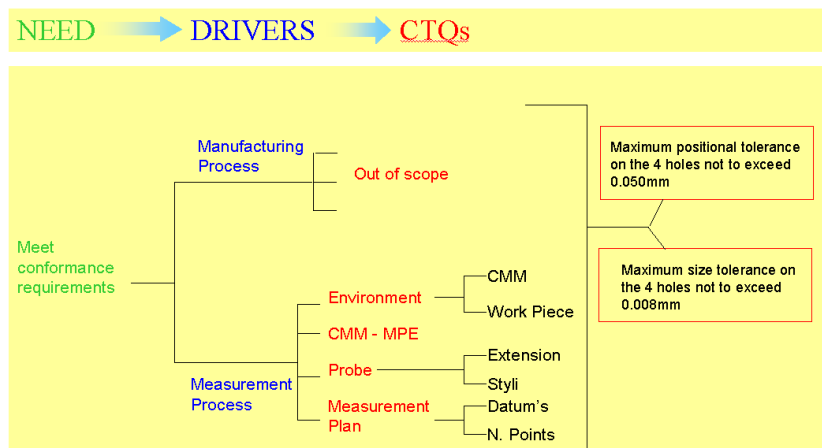 NEED DRIVERS CTQs
Manufacturing
Process
Out of scope
Maximum positional tolerance
on the 4 holes not to exceed
0.050mm
Meet
conformance
requirements
Maximum size tolerance on
the 4 holes not to exceed
0.008mm
Environment
CMM
Work Piece
CMM - MPE
Probe
Extension
Styli
Measurement
Process
Measurement
Plan
Datum's
N. Points